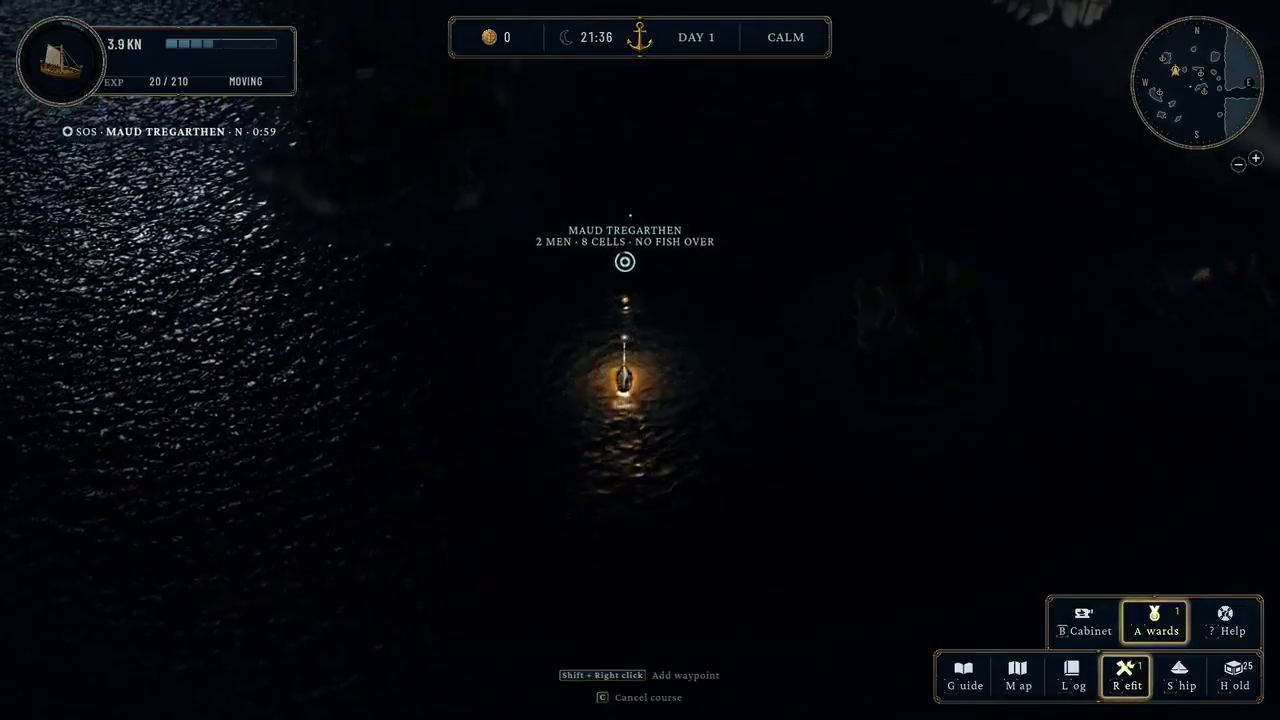 3.9 KN
EXP 20 / 210 MOVING
SOS · MAUD TREGARTHEN · N · 0:59
0 21:36 DAY 1 CALM
N
W E
S
MAUD TREGARTHEN
2 MEN · 8 CELLS · NO FISH OVER
B Cabinet A wards 1 ? Help
G uide M ap L og R efit 1 S hip H old 25
Shift + Right click Add waypoint
C Cancel course